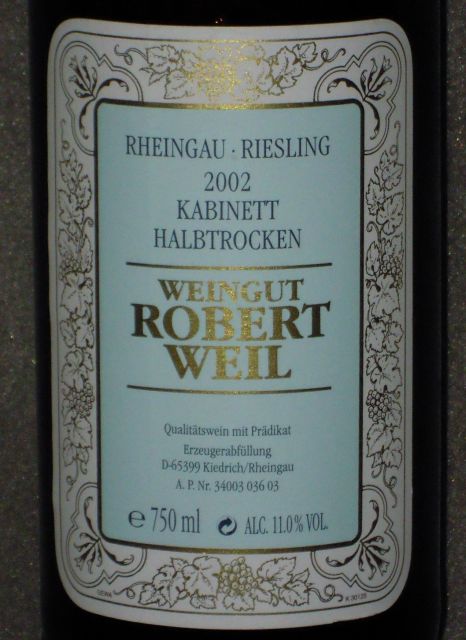 RHEINGAU · RIESLING
2002
KABINETT
HALBTROCKEN
WEINGUT
ROBERT
WEIL
Qualitätswein mit Prädikat
Erzeugerabfüllung
D-65399 Kiedrich/Rheingau
A. P. Nr. 34003 036 03
℮ 750 ml ALC. 11.0% VOL.